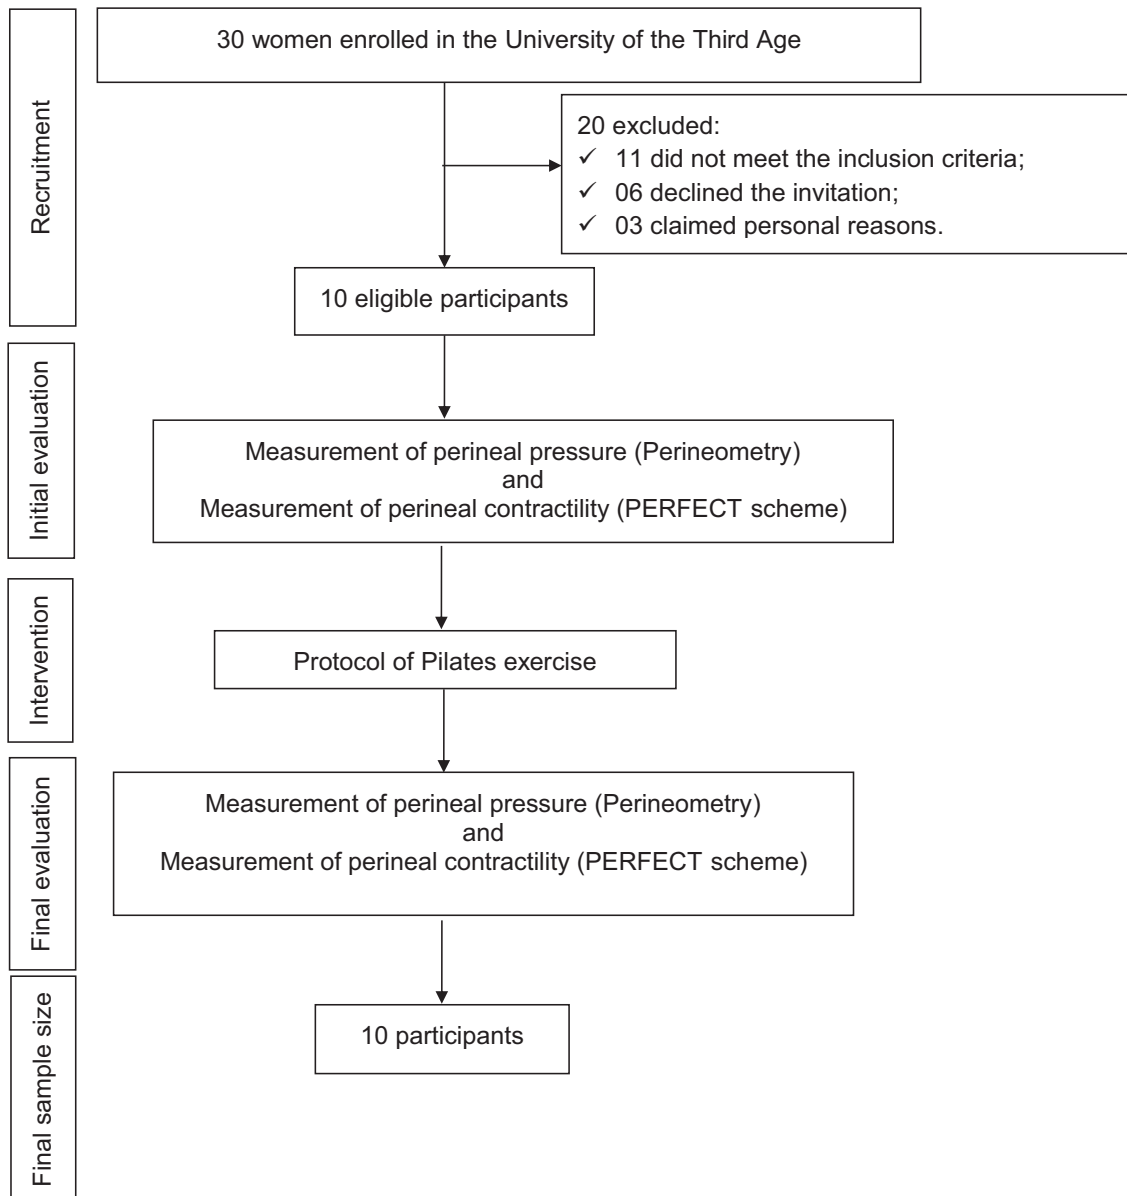 Recruitment
30 women enrolled in the University of the Third Age
20 excluded:
✓ 11 did not meet the inclusion criteria;
✓ 06 declined the invitation;
✓ 03 claimed personal reasons.
10 eligible participants
Initial evaluation
Measurement of perineal pressure (Perineometry)
and
Measurement of perineal contractility (PERFECT scheme)
Intervention
Protocol of Pilates exercise
Final evaluation
Measurement of perineal pressure (Perineometry)
and
Measurement of perineal contractility (PERFECT scheme)
Final sample size
10 participants